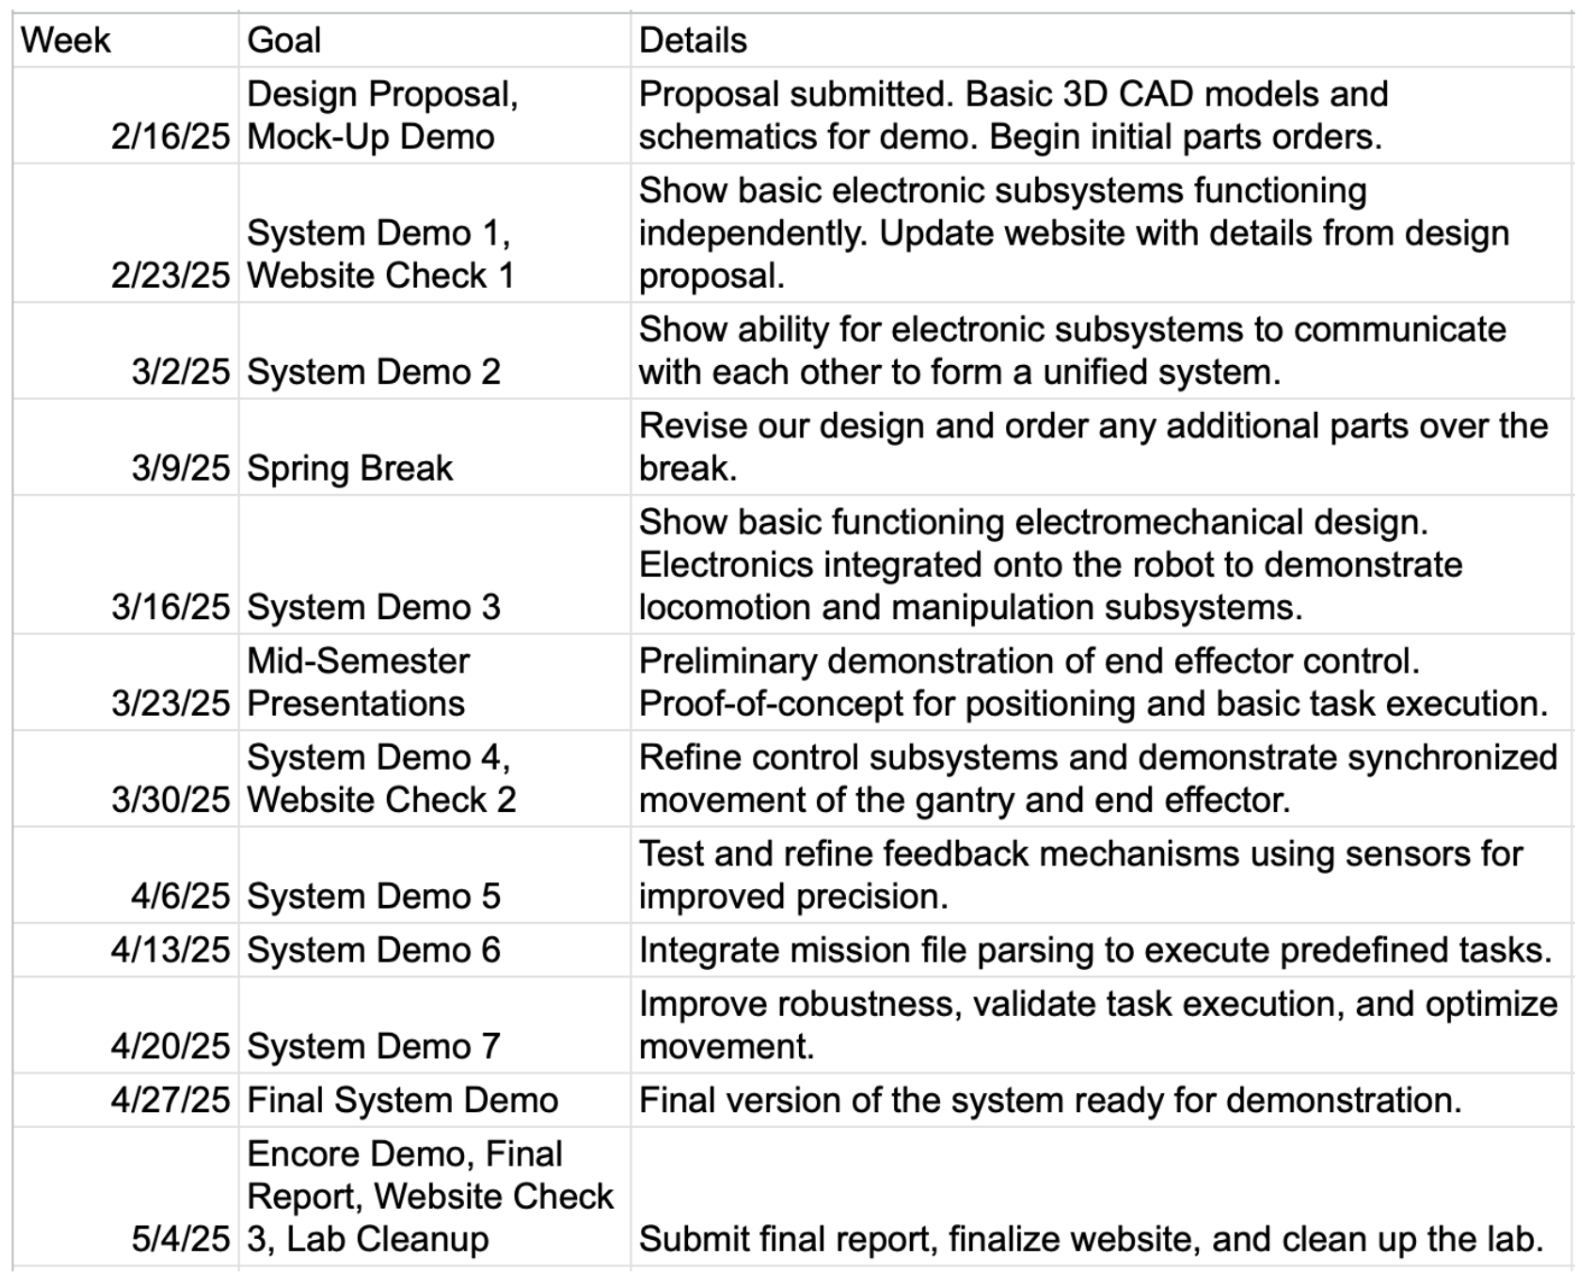 Week Goal Details
Design Proposal, Proposal submitted. Basic 3D CAD models and
2/16/25 Mock-Up Demo schematics for demo. Begin initial parts orders.
Show basic electronic subsystems functioning
System Demo 1, independently. Update website with details from design
2/23/25 Website Check 1 proposal.
Show ability for electronic subsystems to communicate
3/2/25 System Demo 2 with each other to form a unified system.
Revise our design and order any additional parts over the
3/9/25 Spring Break break.
Show basic functioning electromechanical design.
Electronics integrated onto the robot to demonstrate
3/16/25 System Demo 3 locomotion and manipulation subsystems.
Mid-Semester Preliminary demonstration of end effector control.
3/23/25 Presentations Proof-of-concept for positioning and basic task execution.
System Demo 4, Refine control subsystems and demonstrate synchronized
3/30/25 Website Check 2 movement of the gantry and end effector.
Test and refine feedback mechanisms using sensors for
4/6/25 System Demo 5 improved precision.
4/13/25 System Demo 6 Integrate mission file parsing to execute predefined tasks.
Improve robustness, validate task execution, and optimize
4/20/25 System Demo 7 movement.
4/27/25 Final System Demo Final version of the system ready for demonstration.
Encore Demo, Final
Report, Website Check
5/4/25 3, Lab Cleanup Submit final report, finalize website, and clean up the lab.